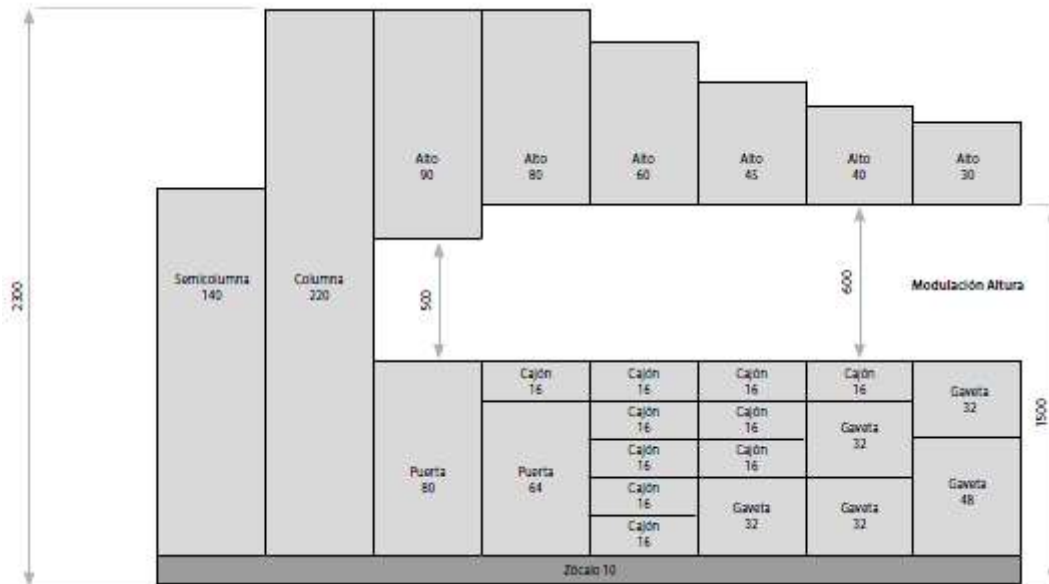 Alto
90
Alto
80
Alto
60
Alto
45
Alto
40
Alto
30
2300
Semicolumna
140
Columna
220
500
600
Modulación Altura
1500
Puerta
80
Cajón
16
Puerta
64
Cajón
16
Cajón
16
Cajón
16
Cajón
16
Cajón
16
Cajón
16
Cajón
16
Cajón
16
Gaveta
32
Cajón
16
Gaveta
32
Gaveta
32
Gaveta
32
Gaveta
48
Zócalo 10